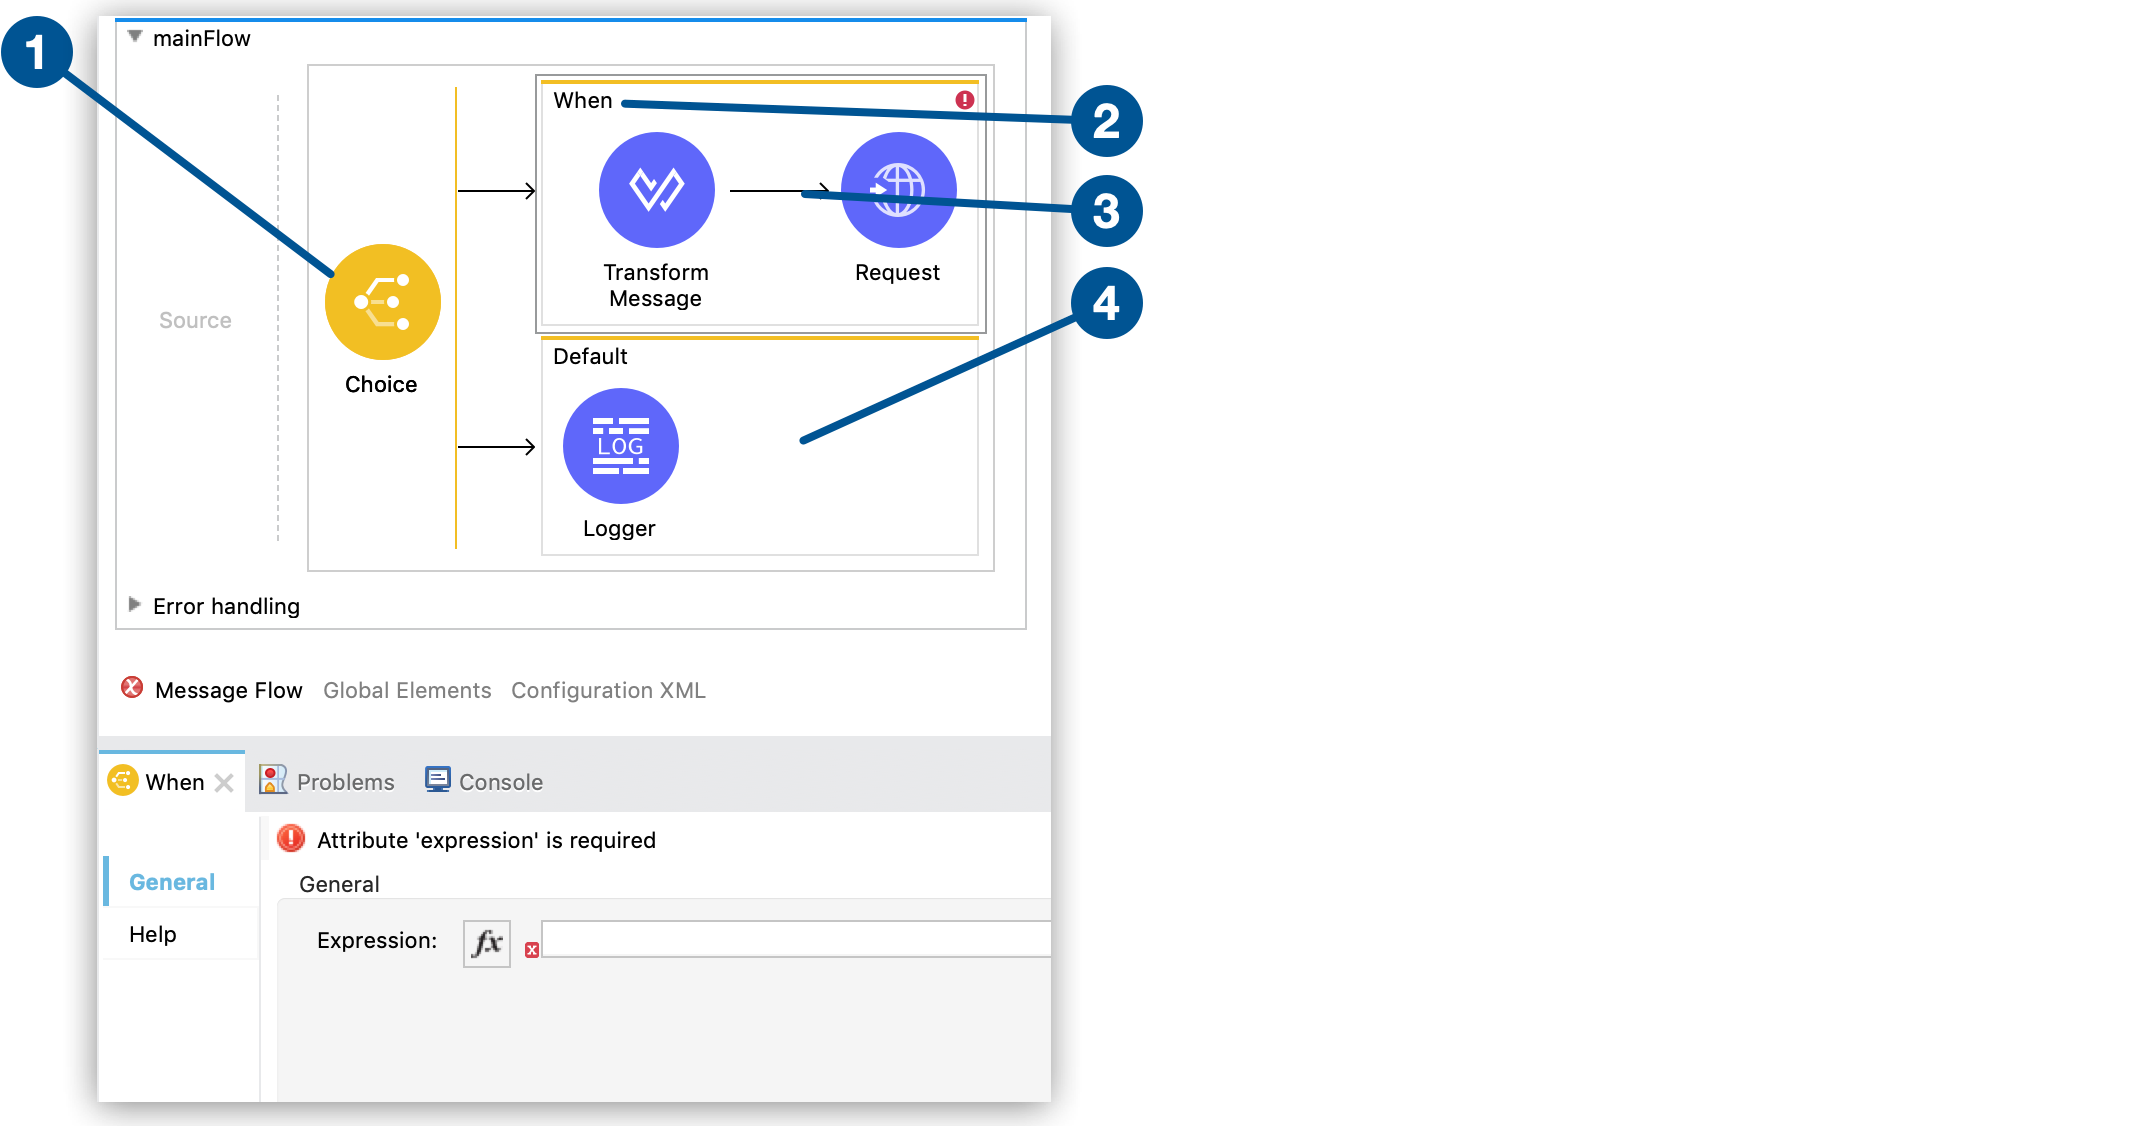 1
mainFlow
When
2
3
Transform
Message
Request
4
Source
Choice
Default
LOG
Logger
Error handling
Message Flow Global Elements Configuration XML
When Problems Console
Attribute 'expression' is required
General
General
Help
Expression: fx